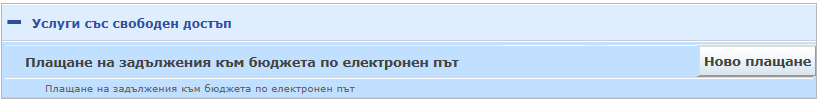 Услуги със свободен достъп
Плащане на задължения към бюджета по електронен път
Ново плащане
Плащане на задължения към бюджета по електронен път